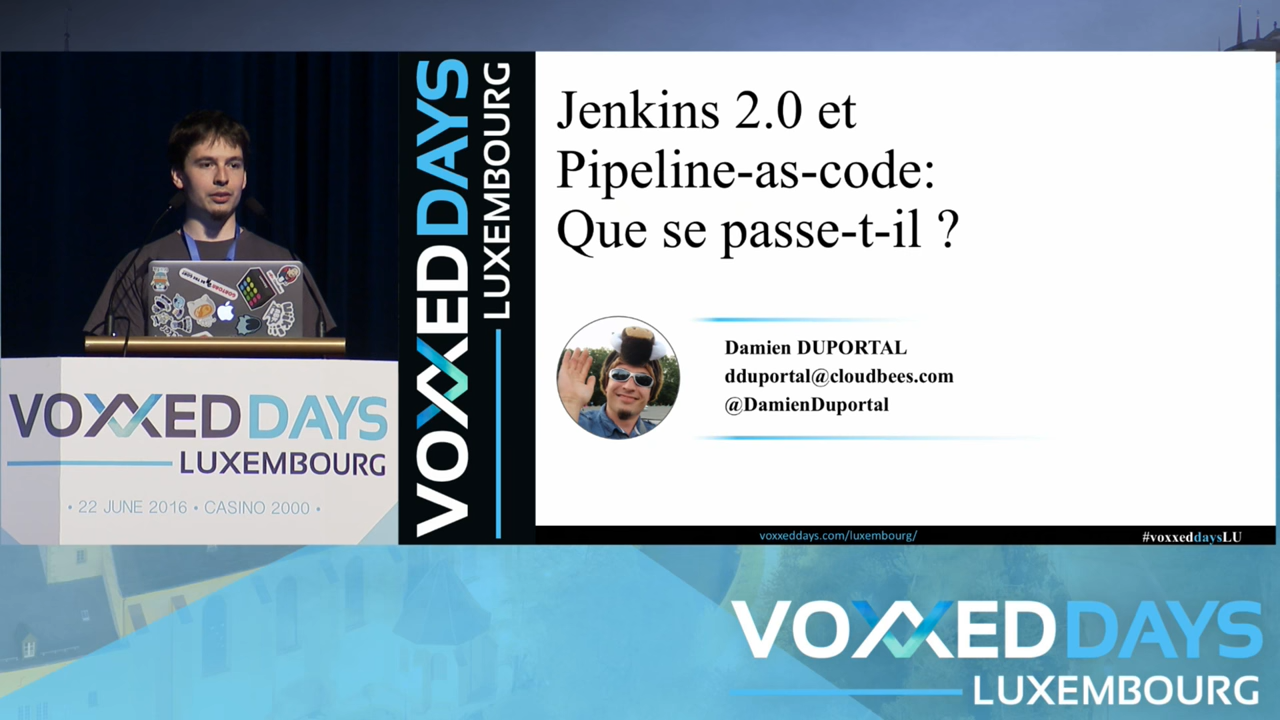 VOXXED DAYS
LUXEMBOURG
• 22 JUNE 2016 • CASINO 2000 •
VOXXED DAYS
LUXEMBOURG
Jenkins 2.0 et
Pipeline-as-code:
Que se passe-t-il ?
Damien DUPORTAL
dduportal@cloudbees.com
@DamienDuportal
voxxeddays.com/luxembourg/
#voxxeddaysLU
VOXXED DAYS
LUXEMBOURG